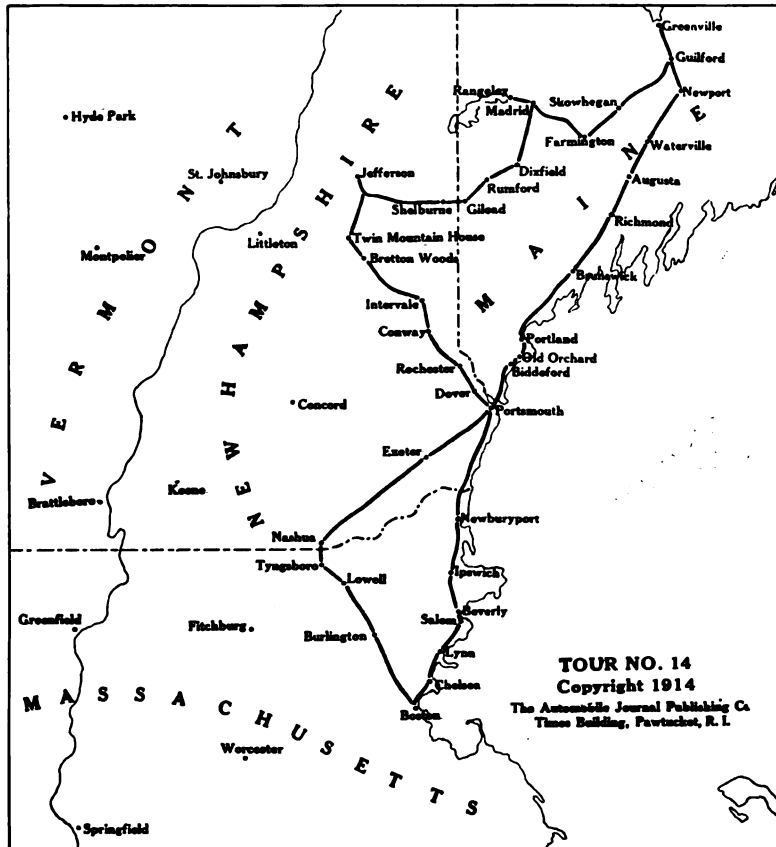 Greenville
Guilford
Rangeley
Madrid
Skowhegan
Newport
Hyde Park
Farmington
Waterville
St. Johnsbury
Jefferson
Dixfield
Rumford
Augusta
Shelburne
Gilead
Richmond
Littleton
Twin Mountain House
Montpelier
Bretton Woods
Brunswick
Intervale
Conway
Portland
Old Orchard
Rochester
Biddeford
Dover
Concord
Portsmouth
Exeter
Keene
Brattleboro
Newburyport
Nashua
Tyngsboro
Lowell
Ipswich
Beverly
Greenfield
Fitchburg
Salem
Burlington
Lynn
Chelsea
Boston
Worcester
Springfield
VERMONT
NEW HAMPSHIRE
MAINE
MASSACHUSETTS
TOUR NO. 14
Copyright 1914
The Automobile Journal Publishing Co.
Times Building, Pawtucket, R. I.